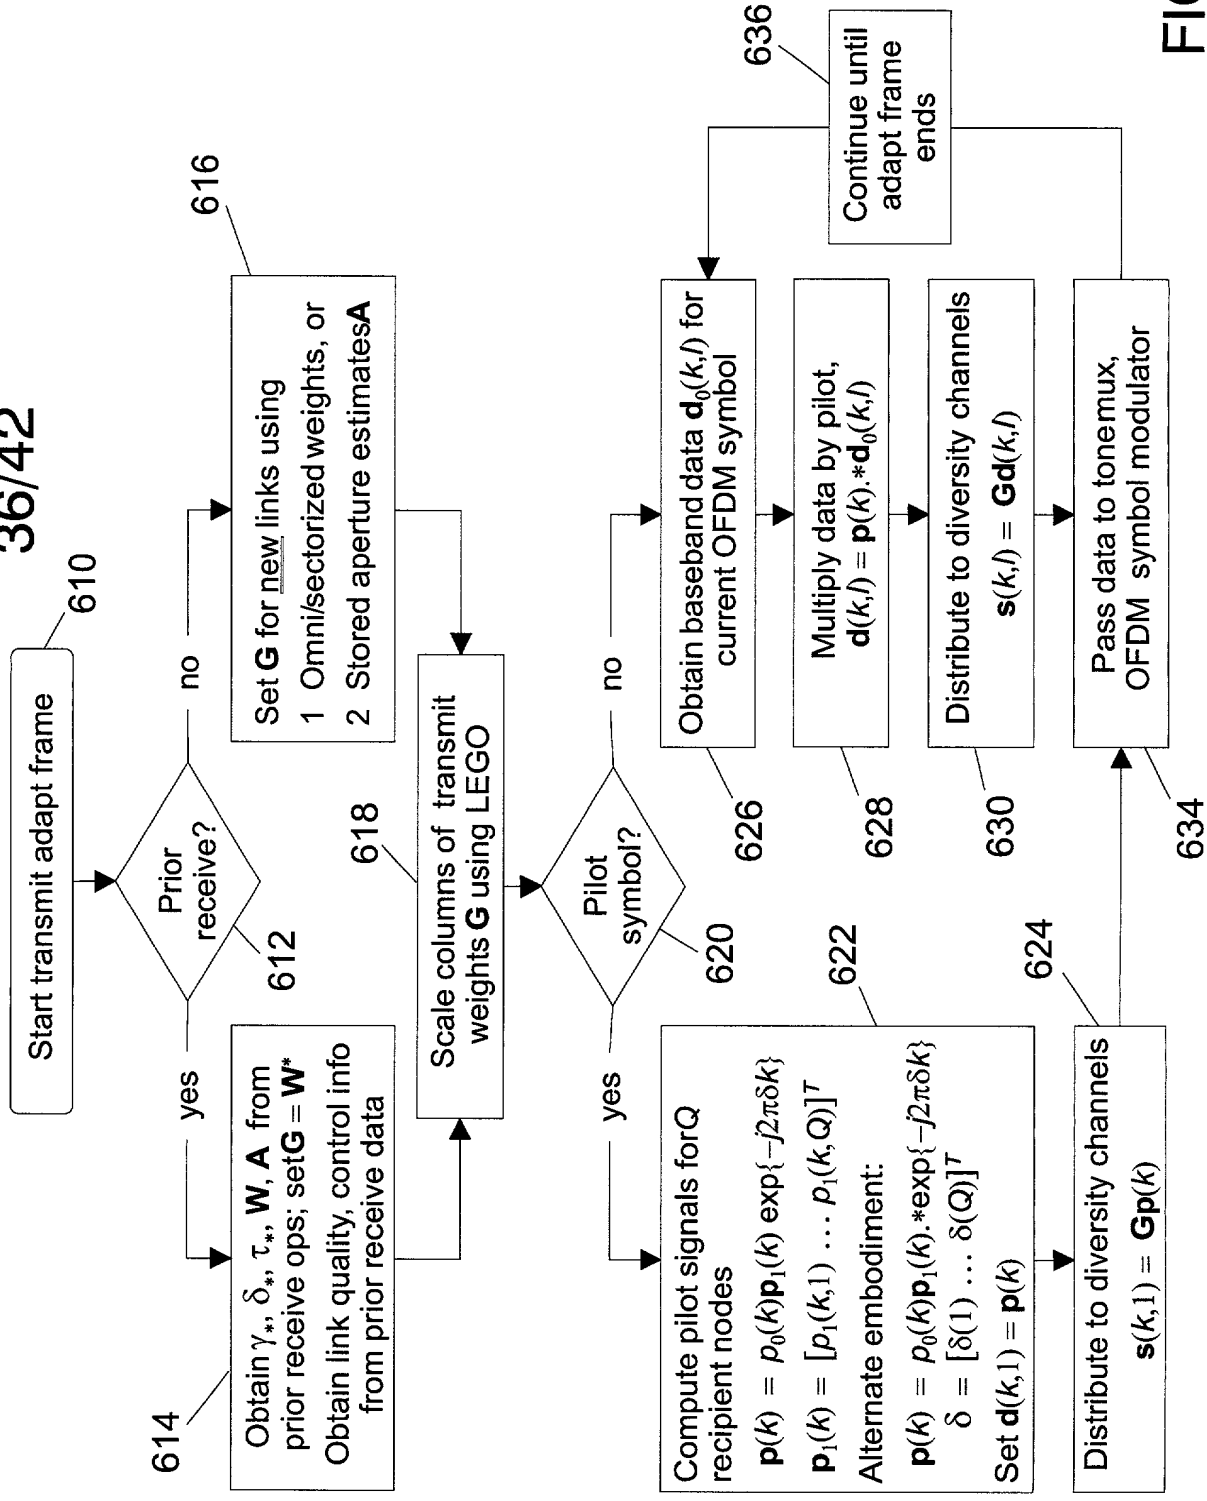 36/42
Start transmit adapt frame
610
Prior
receive?
612
yes
no
614
Obtain γ*, δ*, τ*, W, A from
prior receive ops; set G = W*
Obtain link quality, control info
from prior receive data
616
Set G for new links using
1 Omni/sectorized weights, or
2 Stored aperture estimates A
618
Scale columns of transmit
weights G using LEGO
Pilot
symbol?
620
yes
no
622
Compute pilot signals for Q
recipient nodes
p(k) = p₀(k)p₁(k) exp{−j2πδk}
p₁(k) = [p₁(k,1) … p₁(k,Q)]ᵀ
Alternate embodiment:
p(k) = p₀(k)p₁(k).*exp{−j2πδk}
δ = [δ(1) … δ(Q)]ᵀ
Set d(k,1) = p(k)
624
Distribute to diversity channels
s(k,1) = Gp(k)
626
Obtain baseband data d₀(k,l) for
current OFDM symbol
628
Multiply data by pilot,
d(k,l) = p(k).*d₀(k,l)
630
Distribute to diversity channels
s(k,l) = Gd(k,l)
634
Pass data to tonemux,
OFDM symbol modulator
636
Continue until
adapt frame
ends